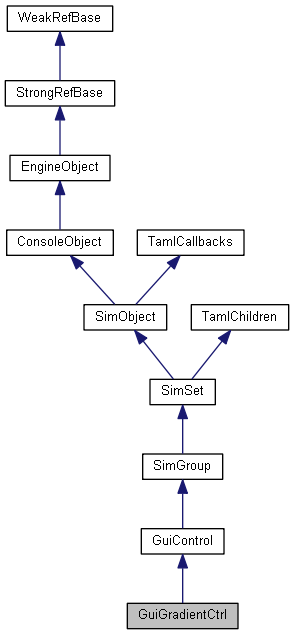 WeakRefBase
StrongRefBase
EngineObject
ConsoleObject
TamlCallbacks
SimObject
TamlChildren
SimSet
SimGroup
GuiControl
GuiGradientCtrl